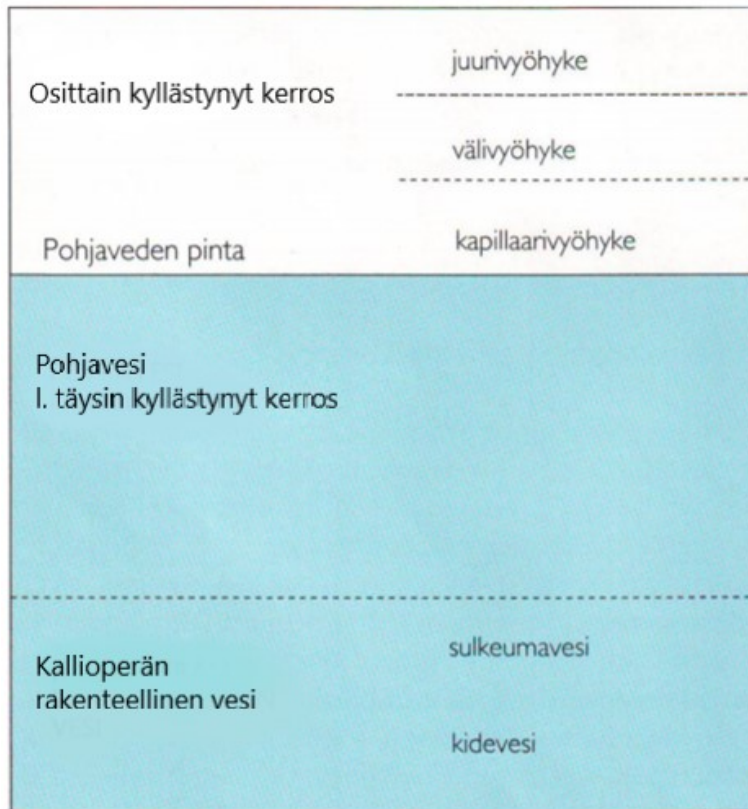 juurivyöhyke
Osittain kyllästynyt kerros
välivyöhyke
kapillaarivyöhyke
Pohjaveden pinta
Pohjavesi
l. täysin kyllästynyt kerros
sulkeumavesi
Kallioperän
rakenteellinen vesi
kidevesi